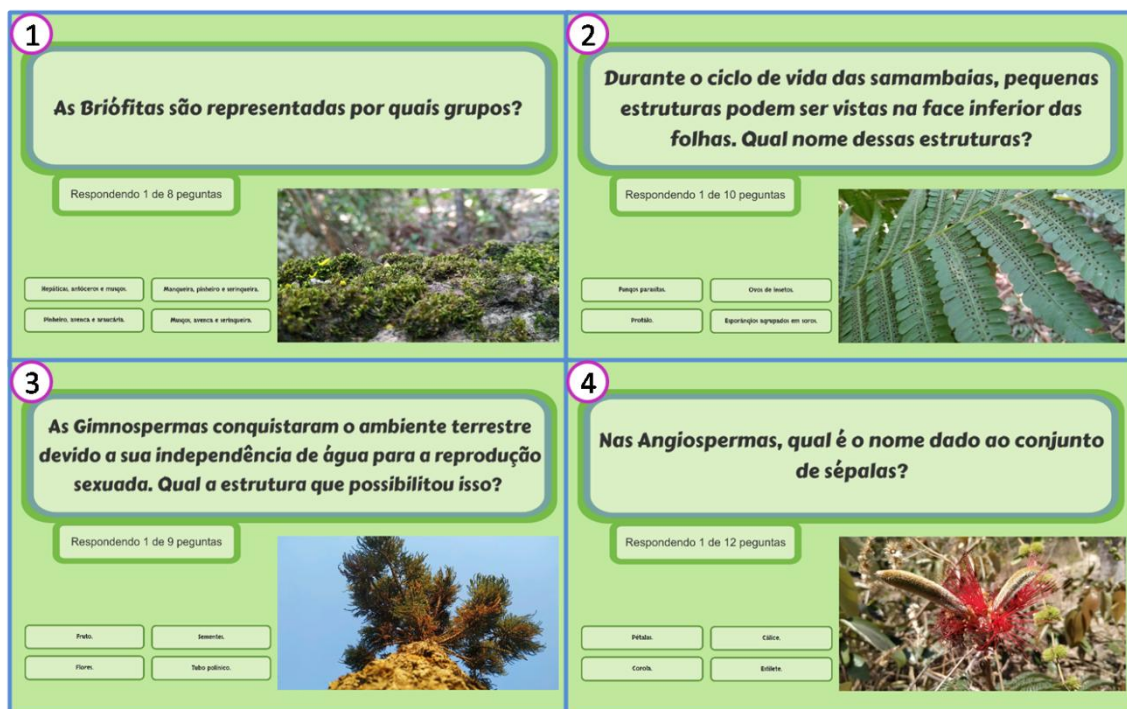 1
As Briófitas são representadas por quais grupos?
Respondendo 1 de 8 peguntas
Hepáticas, antóceros e musgos.
Mangueira, pinheiro e seringueira.
Pinheiro, avenca e araucária.
Musgos, avenca e seringueira.
2
Durante o ciclo de vida das samambaias, pequenas
estruturas podem ser vistas na face inferior das
folhas. Qual nome dessas estruturas?
Respondendo 1 de 10 peguntas
Fungos parasitas.
Ovos de insetos.
Protálo.
Esporângios agrupados em soros.
3
As Gimnospermas conquistaram o ambiente terrestre
devido a sua independência de água para a reprodução
sexuada. Qual a estrutura que possibilitou isso?
Respondendo 1 de 9 peguntas
Fruto.
Sementes.
Flores.
Tubo polínico.
4
Nas Angiospermas, qual é o nome dado ao conjunto
de sépalas?
Respondendo 1 de 12 peguntas
Pétalas.
Cálice.
Corola.